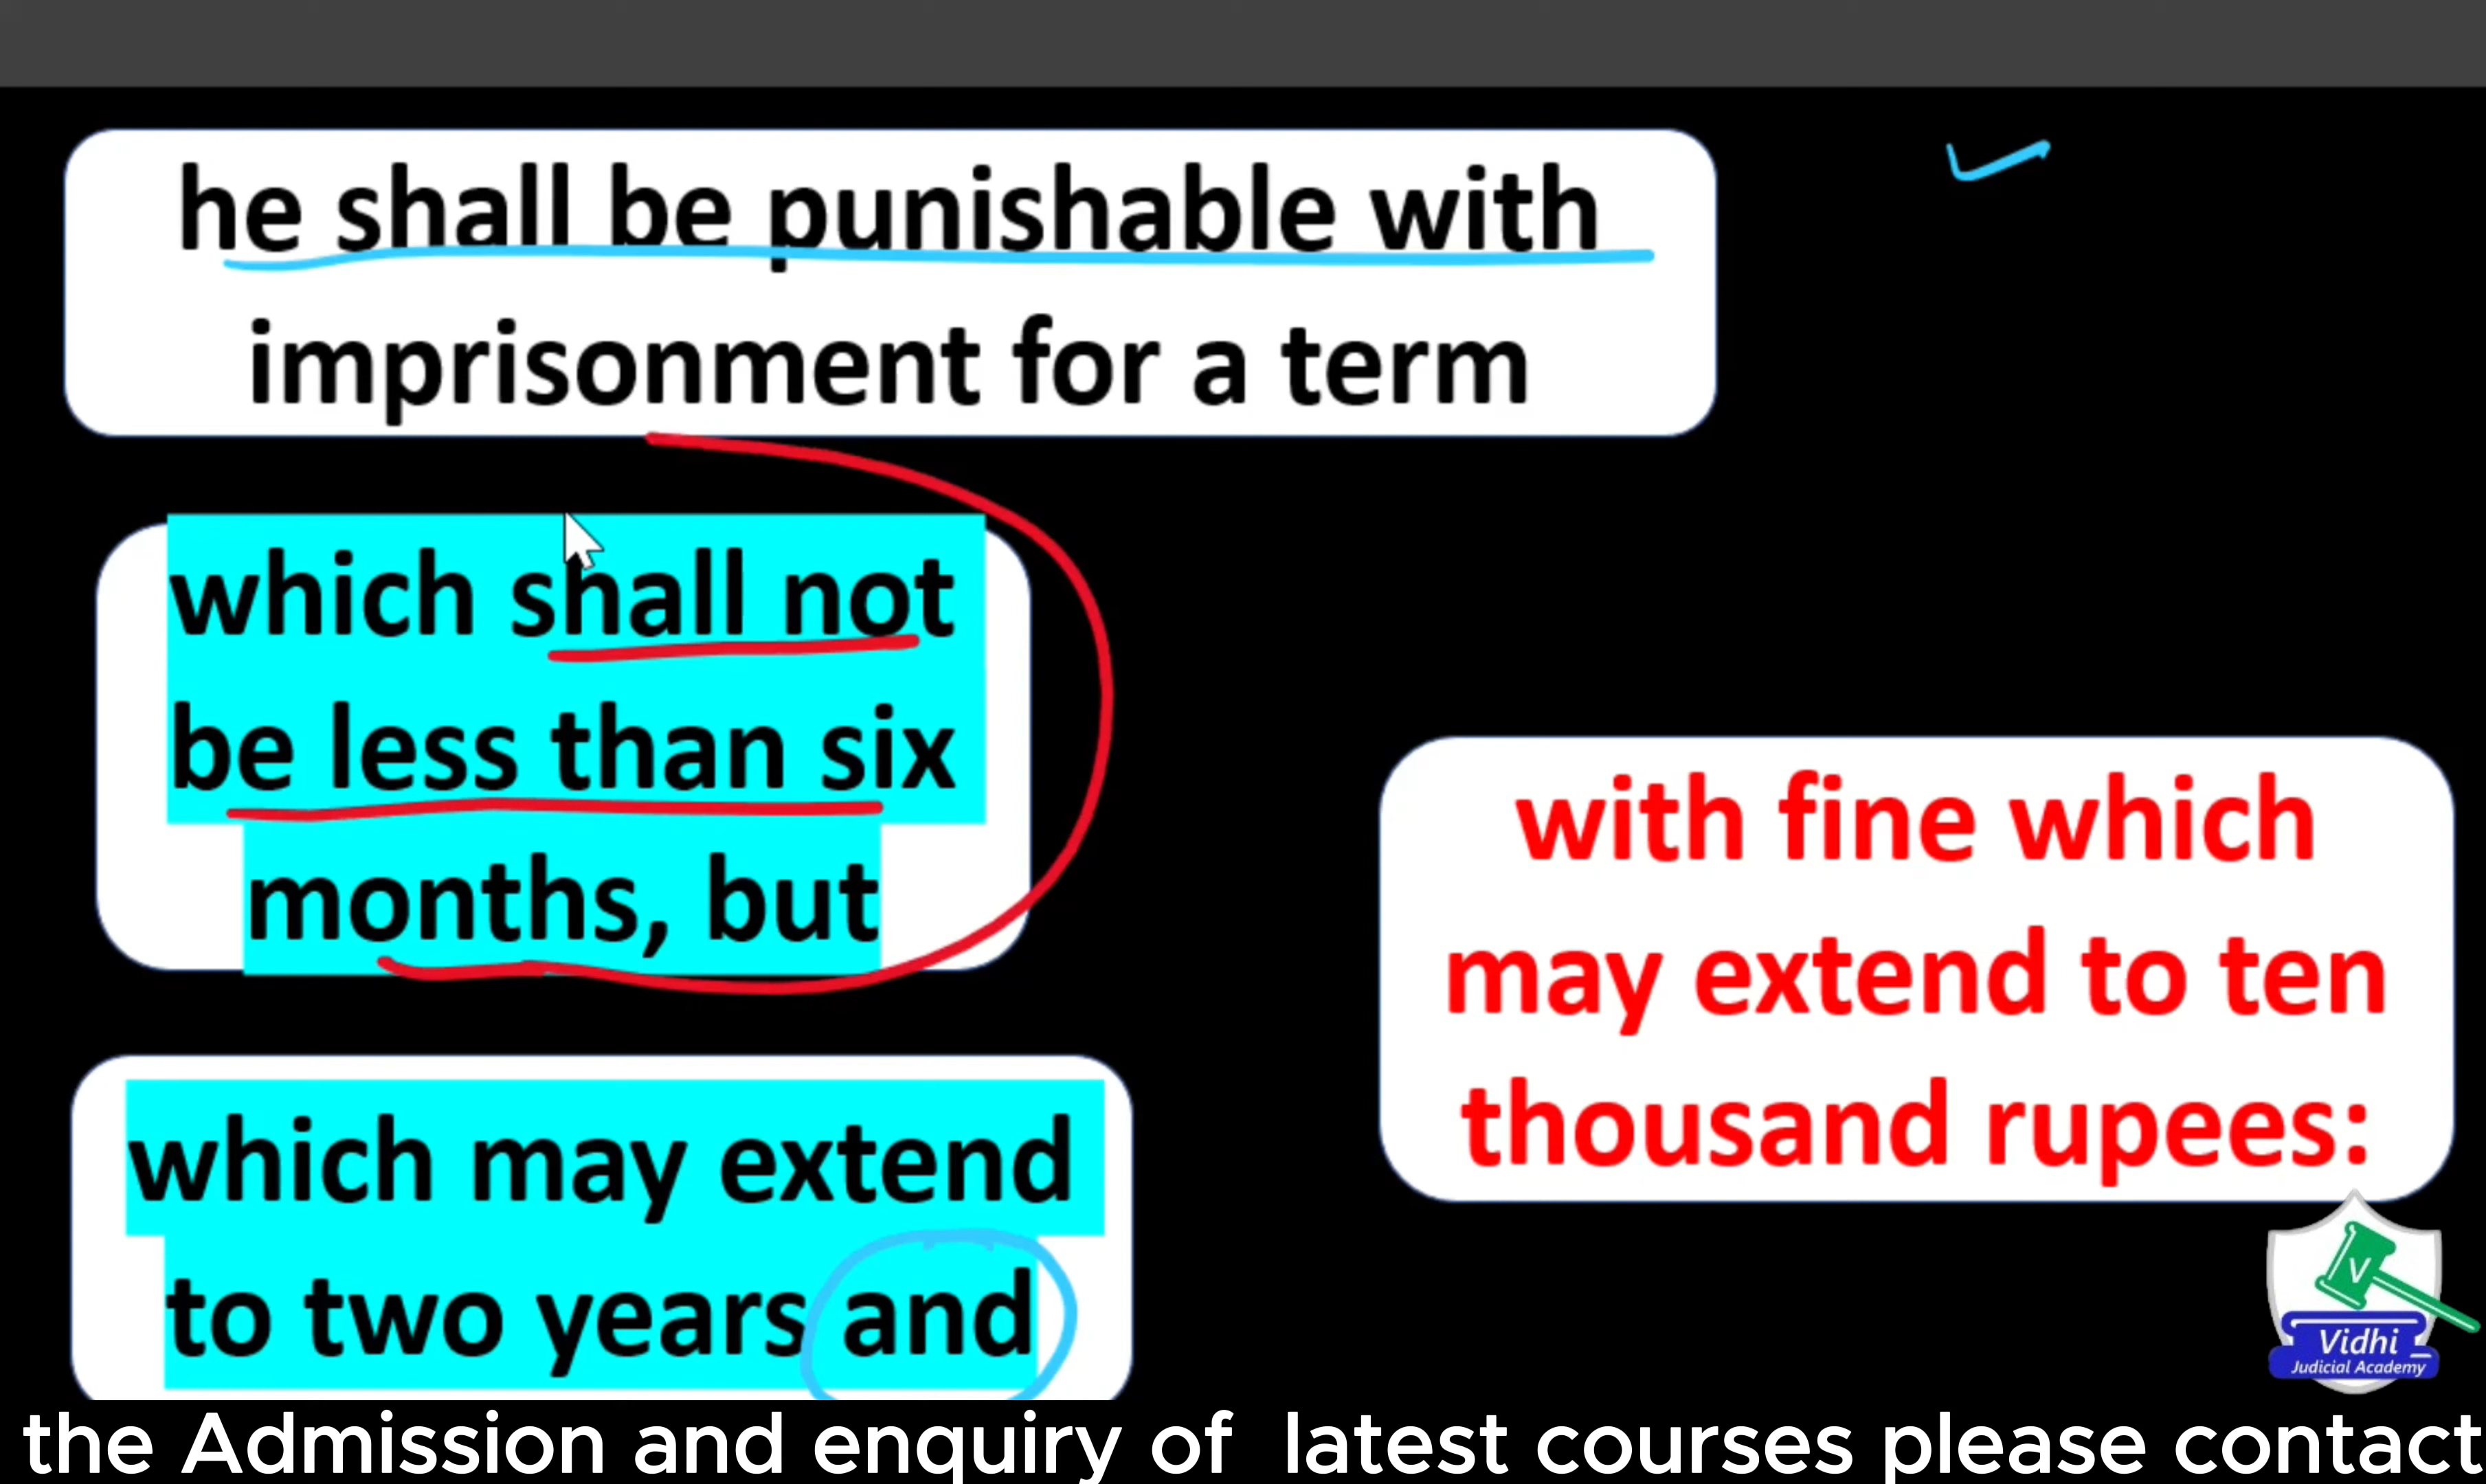 he shall be punishable with
imprisonment for a term
which shall not
be less than six
months, but
which may extend
to two years and
with fine which
may extend to ten
thousand rupees:
V
Vidhi
Judicial Academy
the Admission and enquiry of latest courses please contact